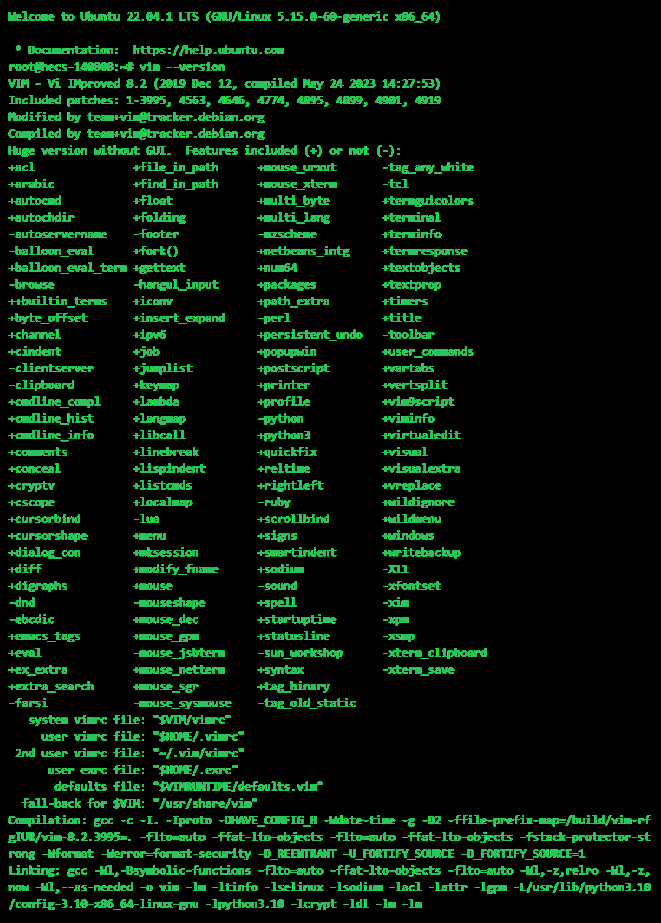 Welcome to Ubuntu 22.04.1 LTS (GNU/Linux 5.15.0-60-generic x86_64)
* Documentation:  https://help.ubuntu.com
root@hecs-140808:~# vim --version
VIM - Vi IMproved 8.2 (2019 Dec 12, compiled May 24 2023 14:27:53)
Included patches: 1-3995, 4563, 4646, 4774, 4895, 4899, 4901, 4919
Modified by team+vim@tracker.debian.org
Compiled by team+vim@tracker.debian.org
Huge version without GUI.  Features included (+) or not (-):
+acl               +file_in_path      +mouse_urxvt       -tag_any_white
+arabic            +find_in_path      +mouse_xterm       -tcl
+autocmd           +float             +multi_byte        +termguicolors
+autochdir         +folding           +multi_lang        +terminal
-autoservername    -footer            -mzscheme          +terminfo
-balloon_eval      +fork()            +netbeans_intg     +termresponse
+balloon_eval_term +gettext           +num64             +textobjects
-browse            -hangul_input      +packages          +textprop
++builtin_terms    +iconv             +path_extra        +timers
+byte_offset       +insert_expand     -perl              +title
+channel           +ipv6              +persistent_undo   -toolbar
+cindent           +job               +popupwin          +user_commands
-clientserver      +jumplist          +postscript        +vartabs
-clipboard         +keymap            +printer           +vertsplit
+cmdline_compl     +lambda            +profile           +vim9script
+cmdline_hist      +langmap           -python            +viminfo
+cmdline_info      +libcall           +python3           +virtualedit
+comments          +linebreak         +quickfix          +visual
+conceal           +lispindent        +reltime           +visualextra
+cryptv            +listcmds          +rightleft         +vreplace
+cscope            +localmap          -ruby              +wildignore
+cursorbind        -lua               +scrollbind        +wildmenu
+cursorshape       +menu              +signs             +windows
+dialog_con        +mksession         +smartindent       +writebackup
+diff              +modify_fname      +sodium            -X11
+digraphs          +mouse             -sound             -xfontset
-dnd               -mouseshape        +spell             -xim
-ebcdic            +mouse_dec         +startuptime       -xpm
+emacs_tags        +mouse_gpm         +statusline        -xsmp
+eval              -mouse_jsbterm     -sun_workshop      -xterm_clipboard
+ex_extra          +mouse_netterm     +syntax            -xterm_save
+extra_search      +mouse_sgr         +tag_binary
-farsi             -mouse_sysmouse    -tag_old_static
system vimrc file: "$VIM/vimrc"
user vimrc file: "$HOME/.vimrc"
2nd user vimrc file: "~/.vim/vimrc"
user exrc file: "$HOME/.exrc"
defaults file: "$VIMRUNTIME/defaults.vim"
fall-back for $VIM: "/usr/share/vim"
Compilation: gcc -c -I. -Iproto -DHAVE_CONFIG_H -Wdate-time -g -O2 -ffile-prefix-map=/build/vim-rf
gIUR/vim-8.2.3995=. -flto=auto -ffat-lto-objects -flto=auto -ffat-lto-objects -fstack-protector-st
rong -Wformat -Werror=format-security -D_REENTRANT -U_FORTIFY_SOURCE -D_FORTIFY_SOURCE=1
Linking: gcc -Wl,-Bsymbolic-functions -flto=auto -ffat-lto-objects -flto=auto -Wl,-z,relro -Wl,-z,
now -Wl,--as-needed -o vim -lm -ltinfo -lselinux -lsodium -lacl -lattr -lgpm -L/usr/lib/python3.10
/config-3.10-x86_64-linux-gnu -lpython3.10 -lcrypt -ldl -lm -lm